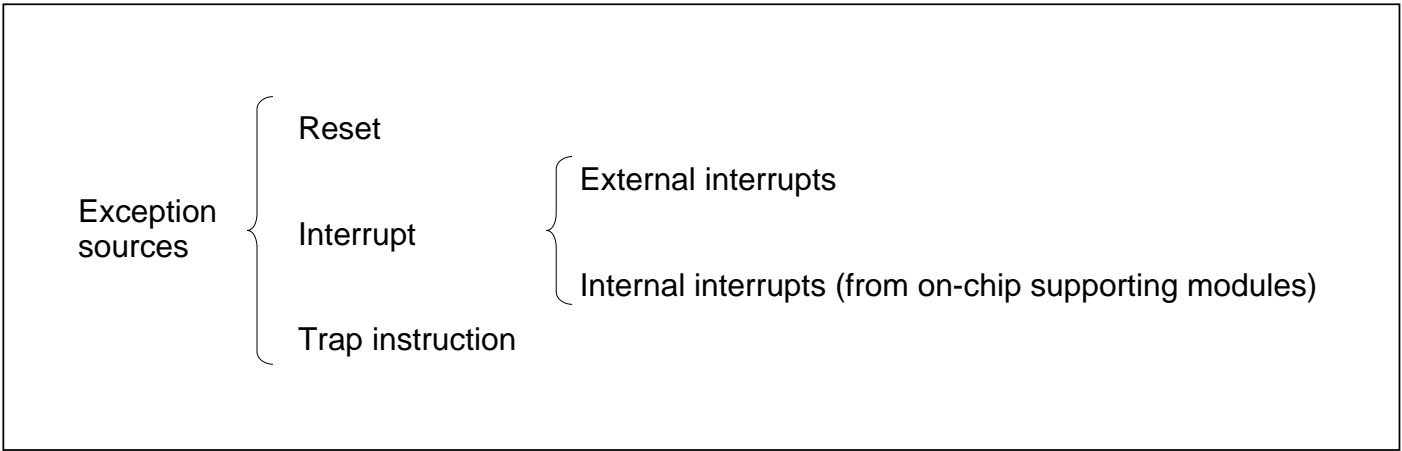 Exception
sources
Reset
Interrupt
External interrupts
Internal interrupts (from on-chip supporting modules)
Trap instruction